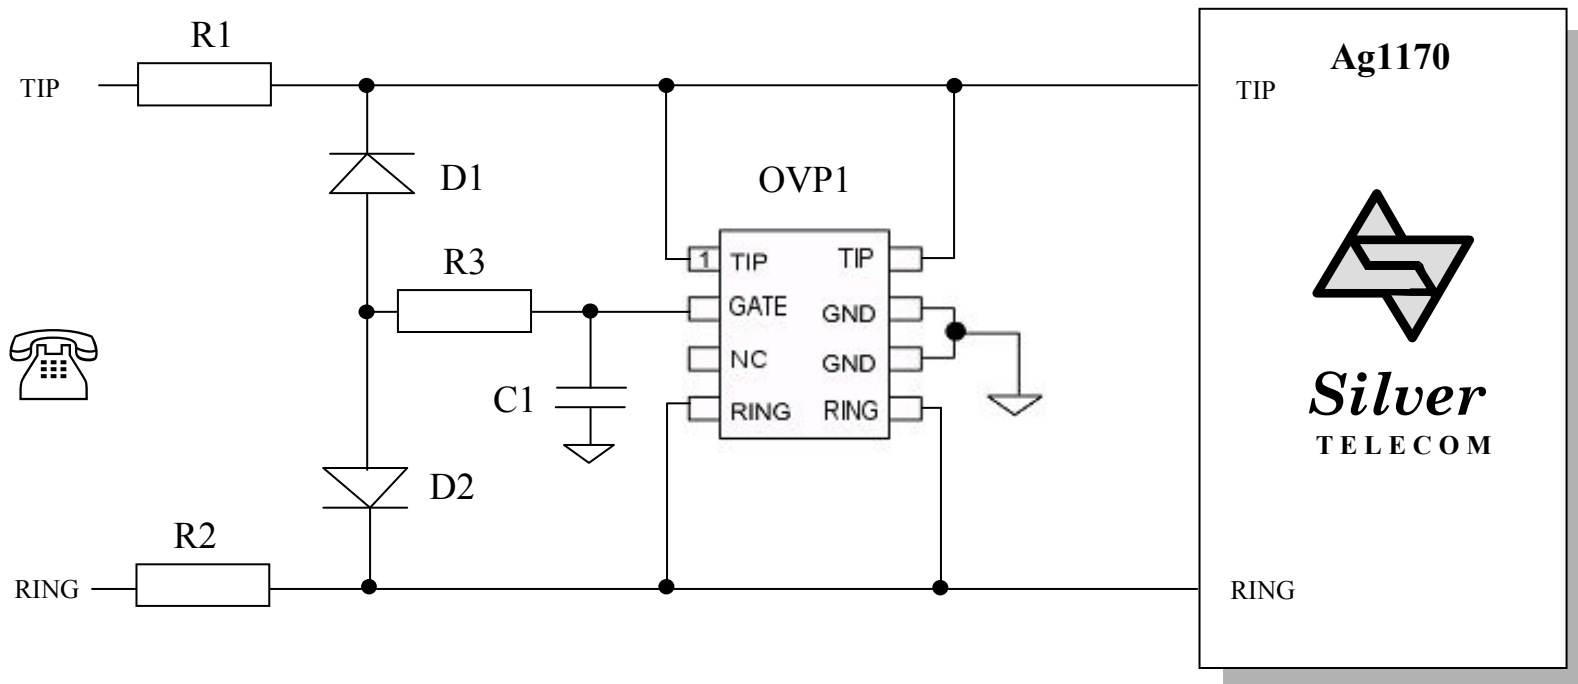 R1
TIP
Ag1170
TIP
D1
OVP1
R3
1 TIP TIP
GATE GND
NC GND
RING RING
C1
Silver
TELECOM
D2
R2
RING
RING